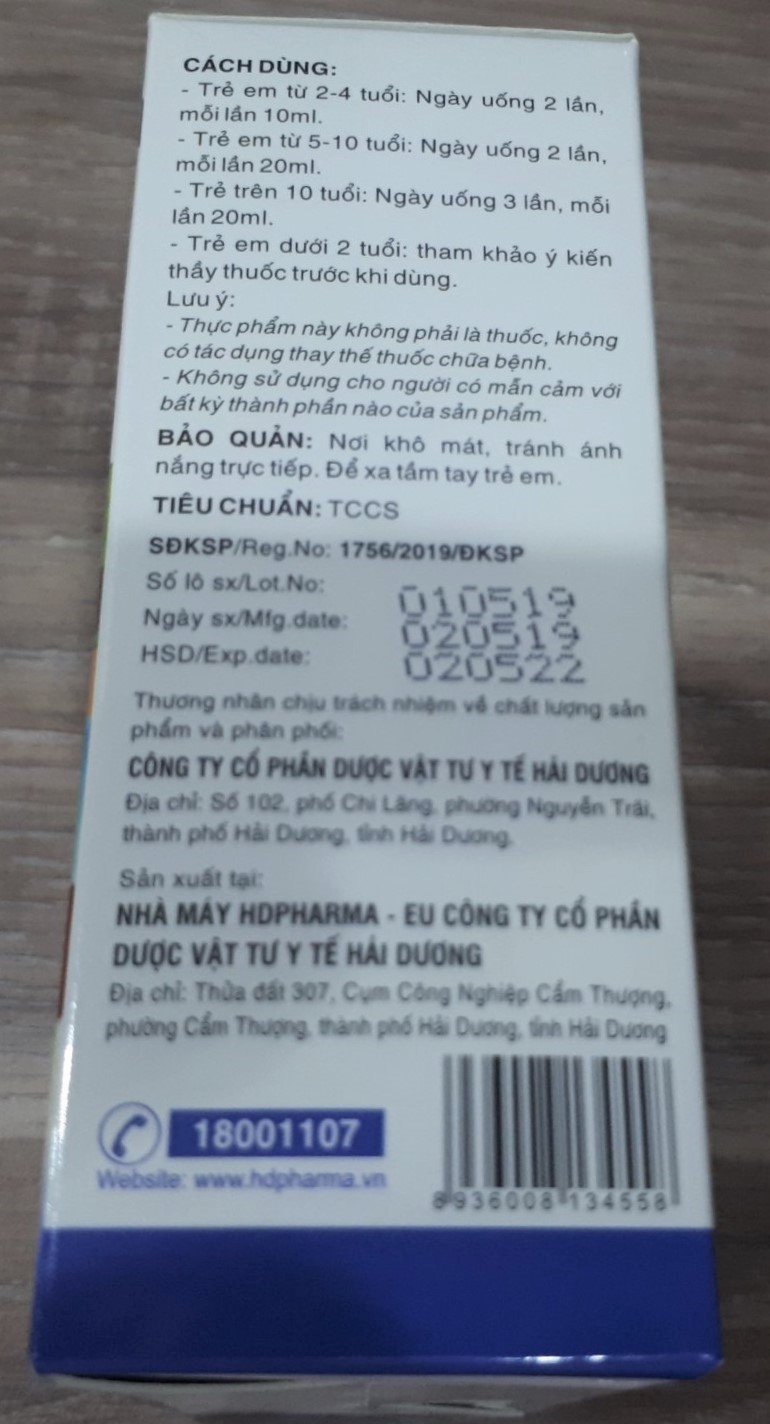 CÁCH DÙNG:
- Trẻ em từ 2-4 tuổi: Ngày uống 2 lần,
mỗi lần 10ml.
- Trẻ em từ 5-10 tuổi: Ngày uống 2 lần,
mỗi lần 20ml.
- Trẻ trên 10 tuổi: Ngày uống 3 lần, mỗi
lần 20ml.
- Trẻ em dưới 2 tuổi: tham khảo ý kiến
thầy thuốc trước khi dùng.
Lưu ý:
- Thực phẩm này không phải là thuốc, không
có tác dụng thay thế thuốc chữa bệnh.
- Không sử dụng cho người có mẫn cảm với
bất kỳ thành phần nào của sản phẩm.
BẢO QUẢN: Nơi khô mát, tránh ánh
nắng trực tiếp. Để xa tầm tay trẻ em.
TIÊU CHUẨN: TCCS
SĐKSP/Reg.No: 1756/2019/ĐKSP
Số lô sx/Lot.No: 010519
Ngày sx/Mfg.date: 020519
HSD/Exp.date: 020522
Thương nhân chịu trách nhiệm về chất lượng sản
phẩm và phân phối:
CÔNG TY CỔ PHẦN DƯỢC VẬT TƯ Y TẾ HẢI DƯƠNG
Địa chỉ: Số 102, phố Chi Lăng, phường Nguyễn Trãi,
thành phố Hải Dương, tỉnh Hải Dương.
Sản xuất tại:
NHÀ MÁY HDPHARMA - EU CÔNG TY CỔ PHẦN
DƯỢC VẬT TƯ Y TẾ HẢI DƯƠNG
Địa chỉ: Thửa đất 307, Cụm Công Nghiệp Cẩm Thượng,
phường Cẩm Thượng, thành phố Hải Dương, tỉnh Hải Dương
18001107
Website: www.hdpharma.vn
8936008134558